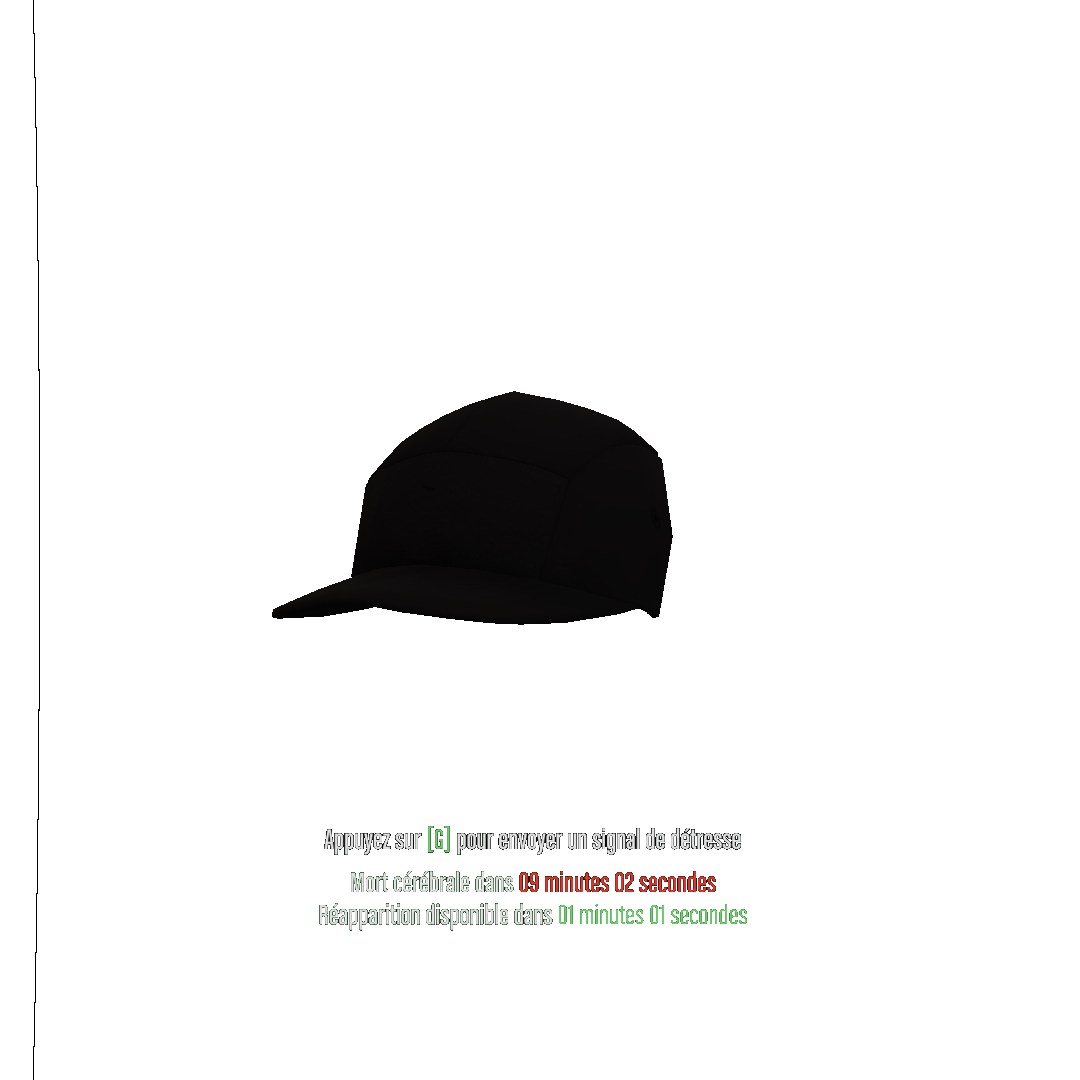 Appuyez sur [G] pour envoyer un signal de détresse
Mort cérébrale dans 09 minutes 02 secondes
Réapparition disponible dans 01 minutes 01 secondes